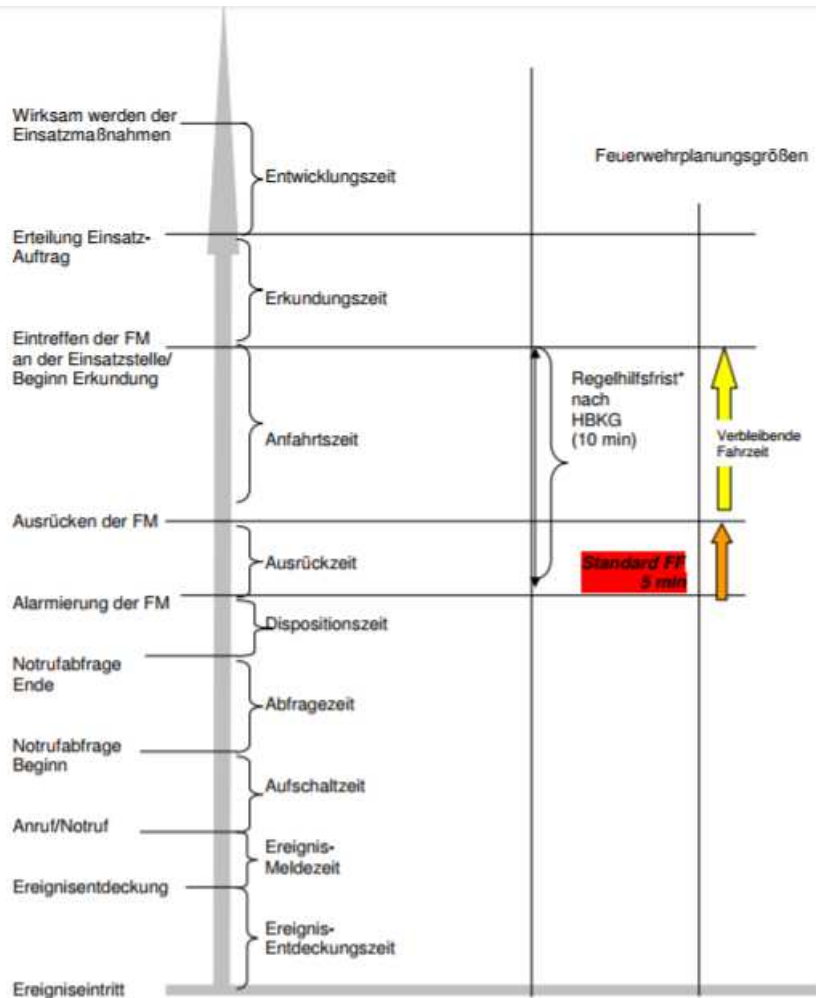 Wirksam werden der
Einsatzmaßnahmen
Entwicklungszeit
Feuerwehrplanungsgrößen
Erteilung Einsatz-
Auftrag
Erkundungszeit
Eintreffen der FM
an der Einsatzstelle/
Beginn Erkundung
Anfahrtszeit
Regelhilfsfrist*
nach
HBKG
(10 min)
Verbleibende
Fahrzeit
Ausrücken der FM
Ausrückzeit
Standard FF
5 min
Alarmierung der FM
Dispositionszeit
Notrufabfrage
Ende
Abfragezeit
Notrufabfrage
Beginn
Aufschaltzeit
Anruf/Notruf
Ereignis-
Meldezeit
Ereignisentdeckung
Ereignis-
Entdeckungszeit
Ereigniseintritt